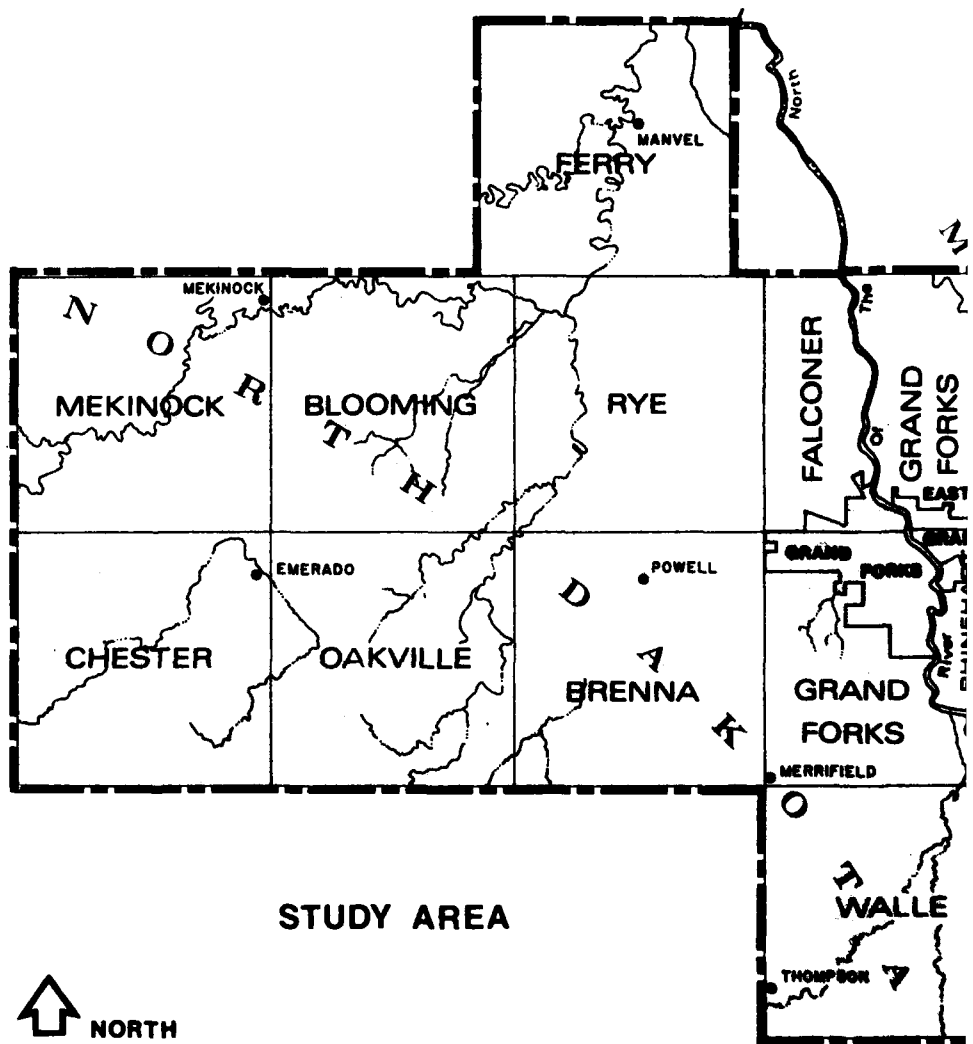 North
MANVEL
FERRY
M
MEKINOCK
The
N O R T H D A K O T A
MEKINOCK
BLOOMING
RYE
FALCONER
GRAND
FORKS
Of
EAST
EMERADO
POWELL
GRAND
FORKS
CHESTER
OAKVILLE
BRENNA
River
GRAND
FORKS
MERRIFIELD
STUDY AREA
WALLE
THOMPSON
NORTH